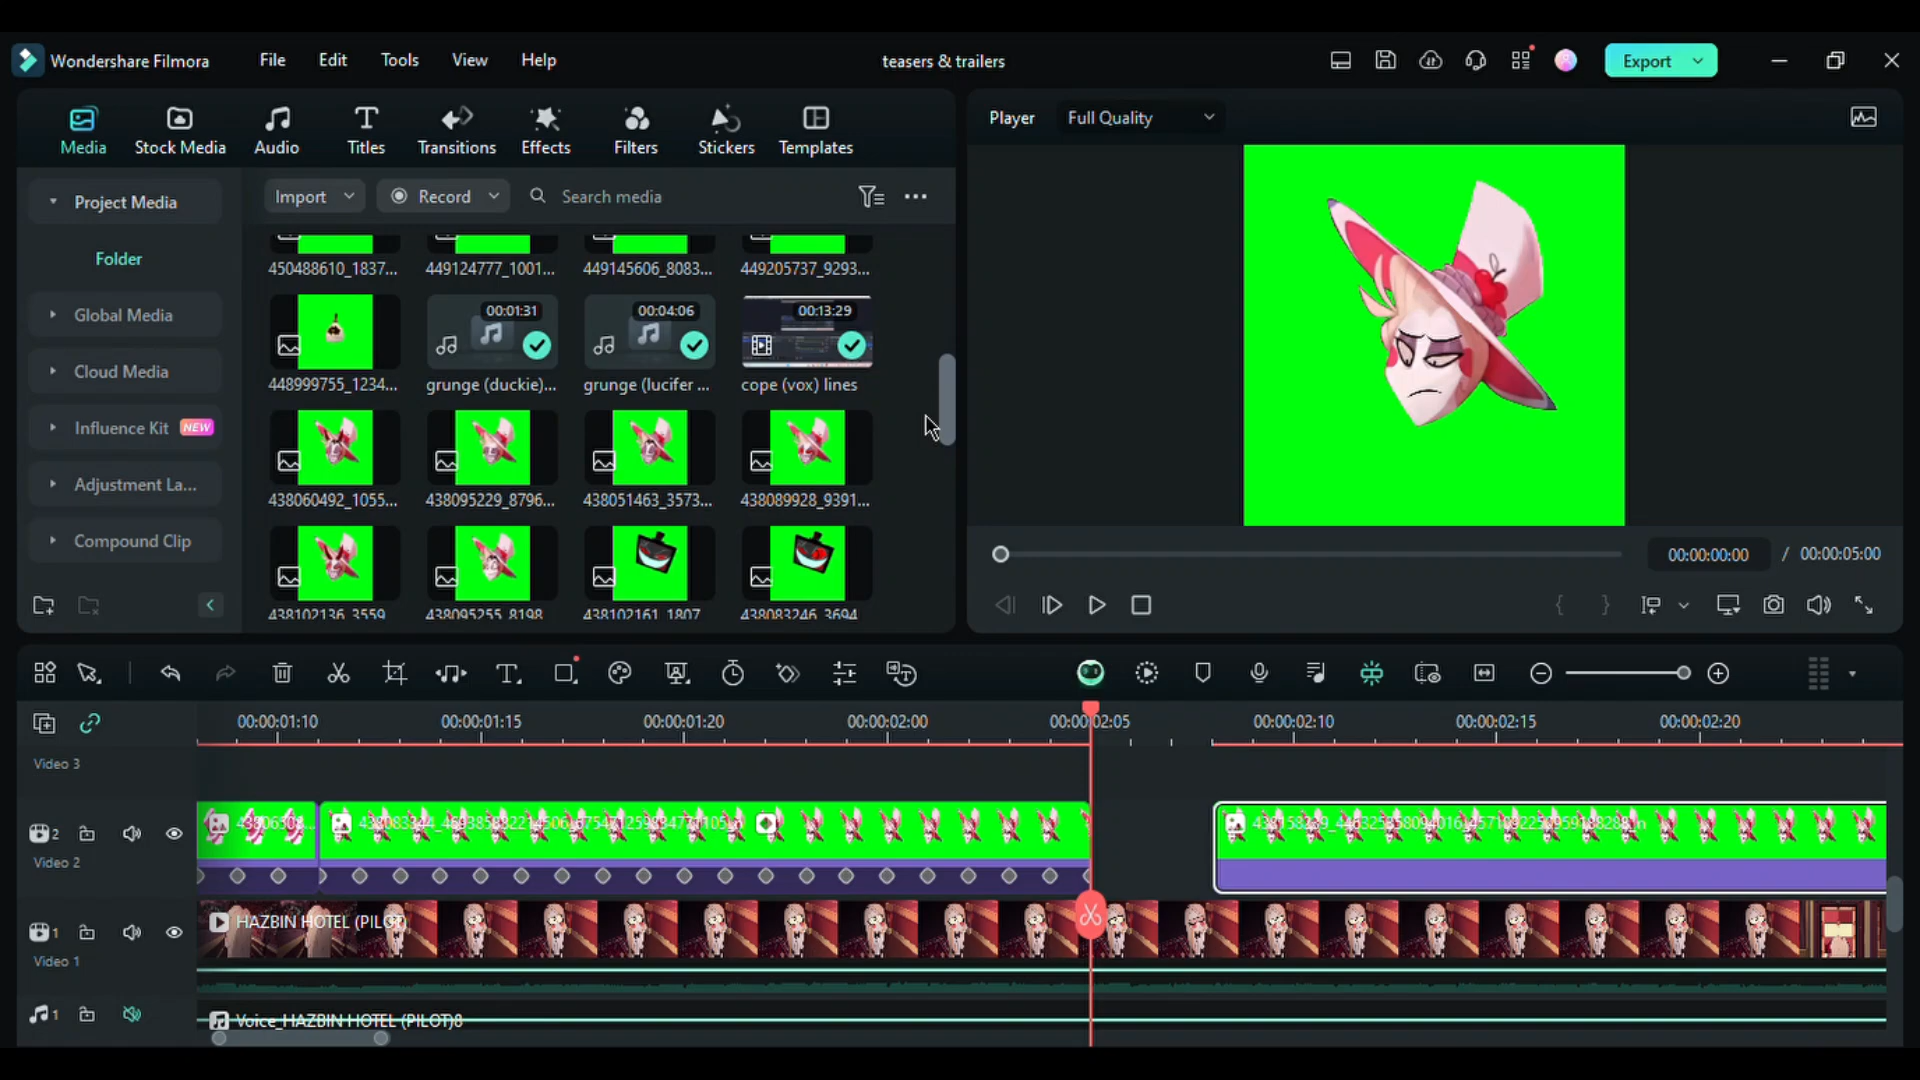 Wondershare Filmora
File
Edit
Tools
View
Help
teasers & trailers
Export
Media
Stock Media
Audio
Titles
Transitions
Effects
Filters
Stickers
Templates
Player
Full Quality
Project Media
Folder
Global Media
Cloud Media
Influence Kit NEW
Adjustment La...
Compound Clip
Import
Record
Search media
450488610_1837...
449124777_1001...
449145606_8083...
449205737_9293...
00:01:31
00:04:06
00:13:29
448999755_1234...
grunge (duckie)...
grunge (lucifer ...
cope (vox) lines
438060492_1055...
438095229_8796...
438051463_3573...
438089928_9391...
438102136_3559
438095255_8198
438102161_1807
438083246_3694
00:00:00:00 / 00:00:05:00
00:00:01:10
00:00:01:15
00:00:01:20
00:00:02:00
00:00:02:05
00:00:02:10
00:00:02:15
00:00:02:20
Video 3
2
Video 2
HAZBIN HOTEL (PILOT)
1
Video 1
1
Voice_HAZBIN HOTEL (PILOT)8